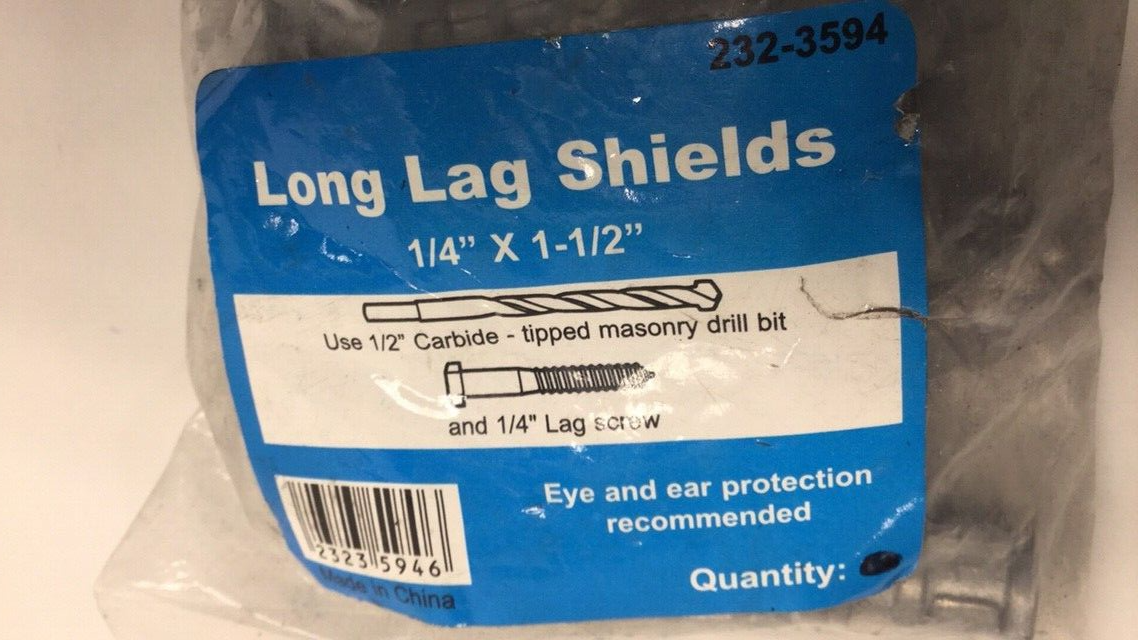 232-3594
Long Lag Shields
1/4” X 1-1/2”
Use 1/2” Carbide - tipped masonry drill bit
and 1/4" Lag screw
Eye and ear protection
recommended
2323 5946
Made in China
Quantity: